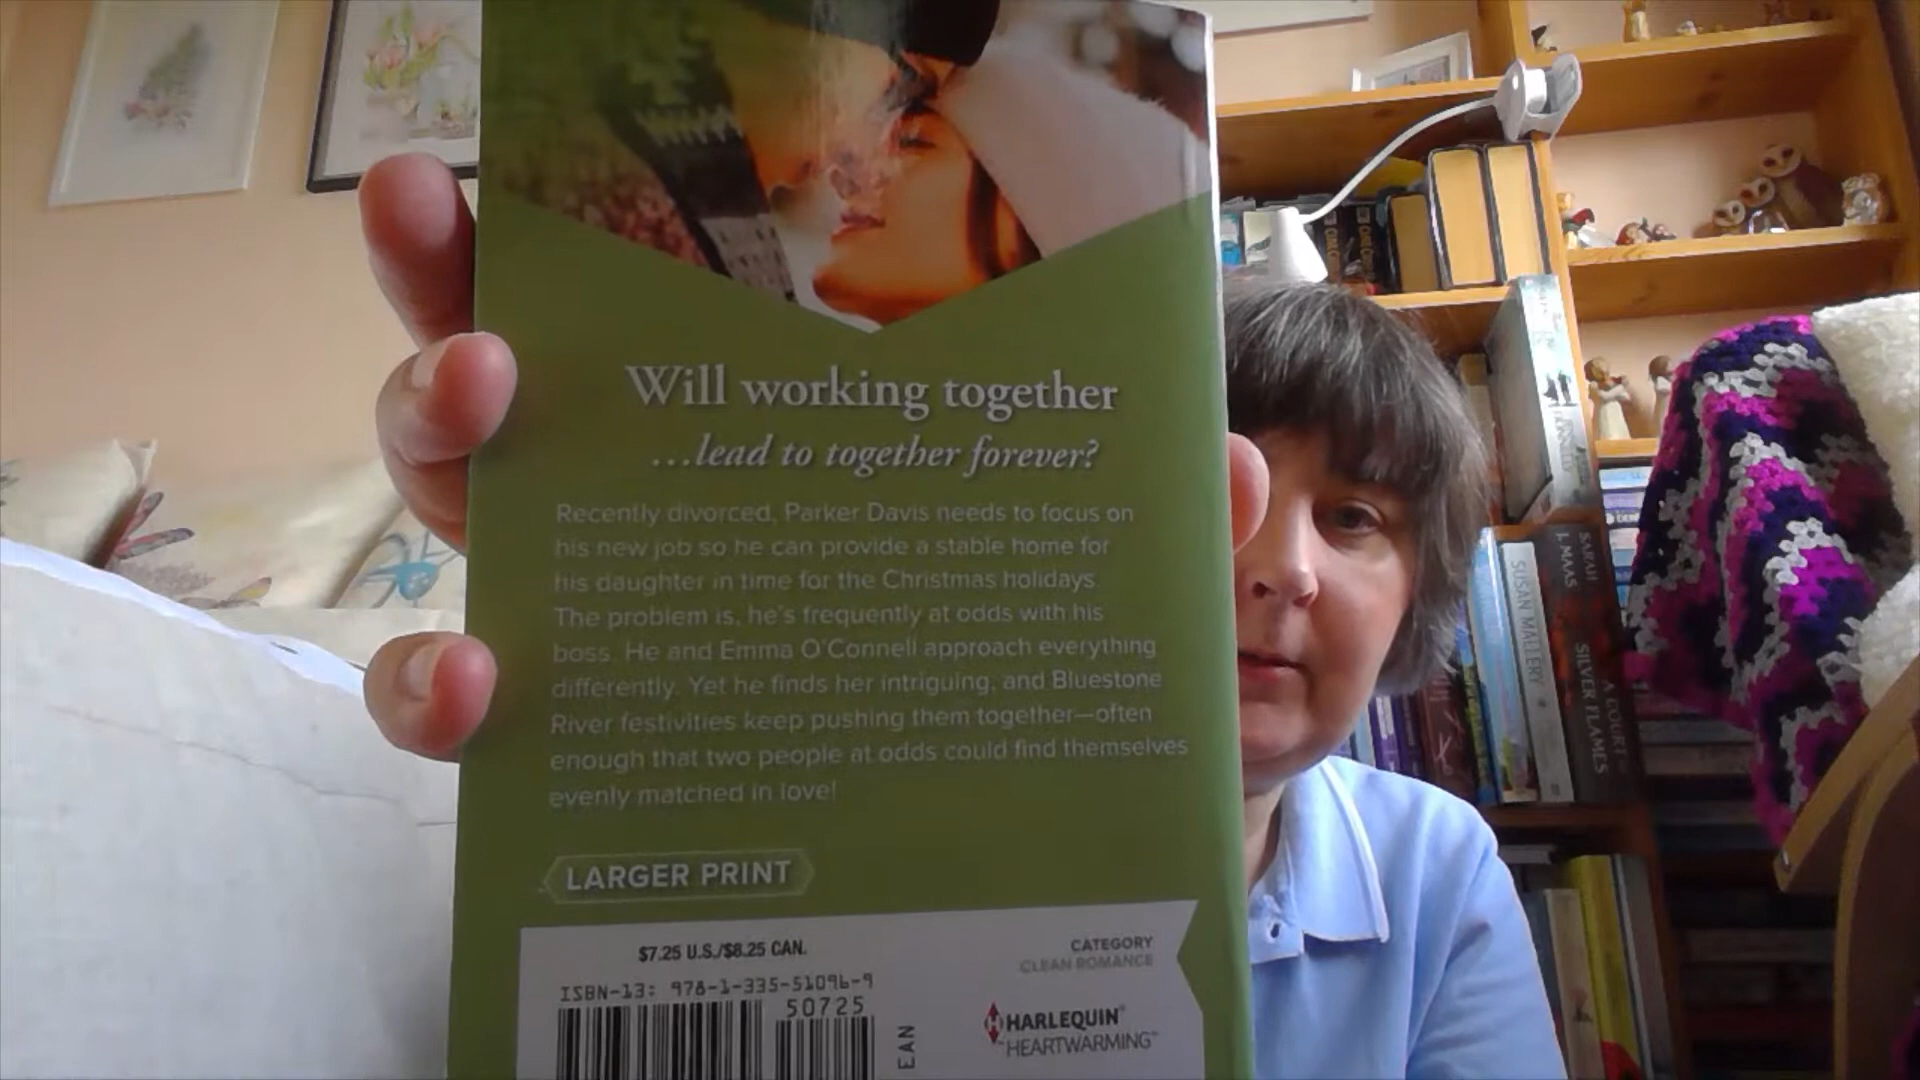 Will working together
...lead to together forever?
Recently divorced, Parker Davis needs to focus on
his new job so he can provide a stable home for
his daughter in time for the Christmas holidays.
The problem is, he's frequently at odds with his
boss. He and Emma O'Connell approach everything
differently. Yet he finds her intriguing, and Bluestone
River festivities keep pushing them together—often
enough that two people at odds could find themselves
evenly matched in love!
LARGER PRINT
$7.25 U.S./$8.25 CAN.
ISBN-13: 978-1-335-51096-9
50725
EAN
CATEGORY
CLEAN ROMANCE
HARLEQUIN®
HEARTWARMING™
SUSAN MALLERY
SARAH
J. MAAS
A COURT
SILVER FLAMES